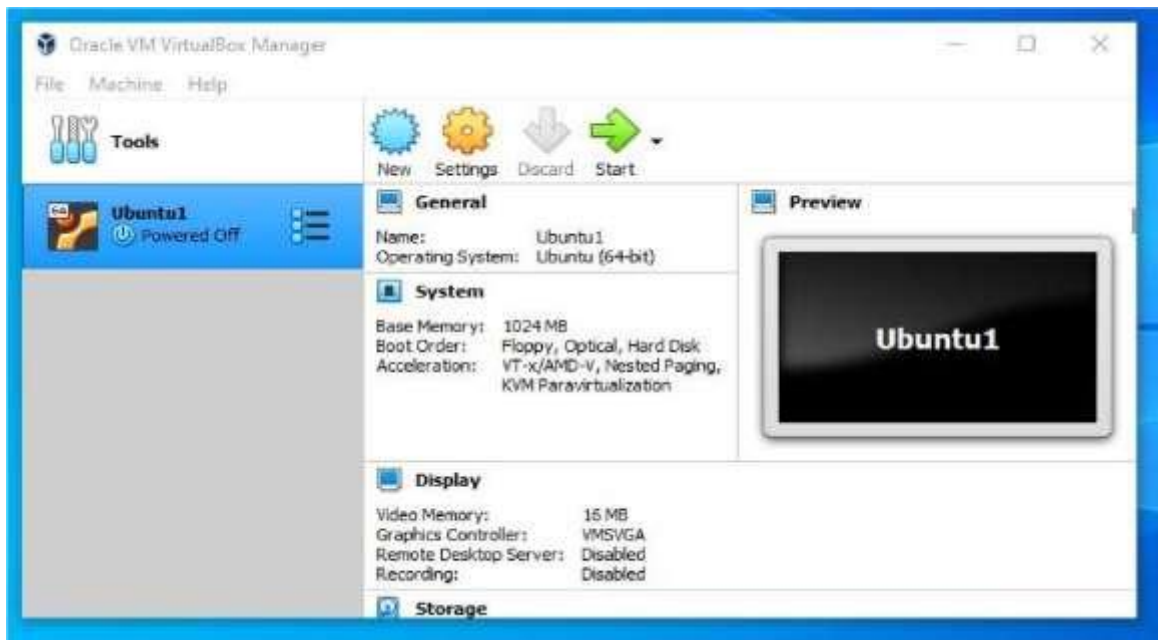 Oracle VM VirtualBox Manager
File Machine Help
Tools
New Settings Discard Start
64
Ubuntu1
Powered Off
General
Name: Ubuntu1
Operating System: Ubuntu (64-bit)
System
Base Memory: 1024 MB
Boot Order: Floppy, Optical, Hard Disk
Acceleration: VT-x/AMD-V, Nested Paging,
KVM Paravirtualization
Preview
Ubuntu1
Display
Video Memory: 16 MB
Graphics Controller: VMSVGA
Remote Desktop Server: Disabled
Recording: Disabled
Storage